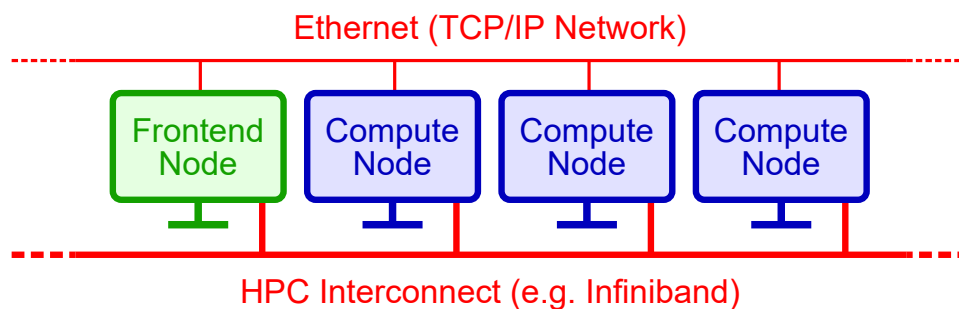 Ethernet (TCP/IP Network)
Frontend
Node
Compute
Node
Compute
Node
Compute
Node
HPC Interconnect (e.g. Infiniband)